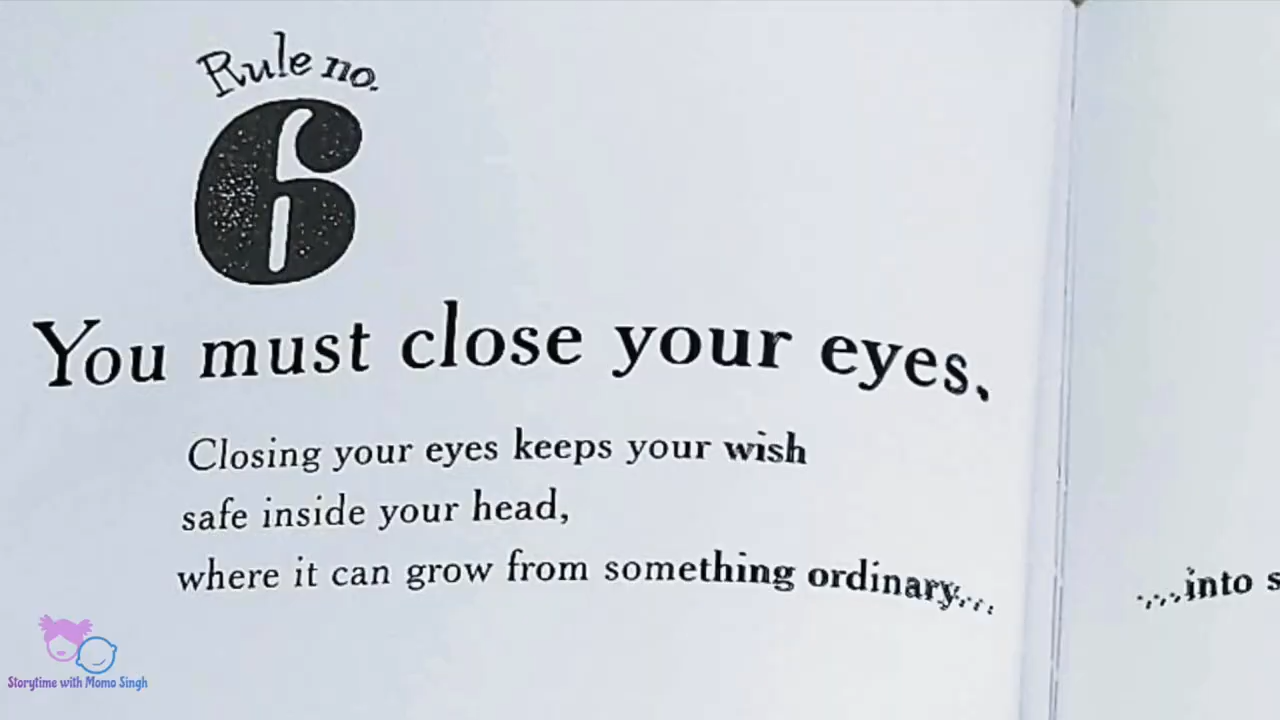 Rule no.
6
You must close your eyes.
Closing your eyes keeps your wish
safe inside your head,
where it can grow from something ordinary...
...into
Storytime with Momo Singh